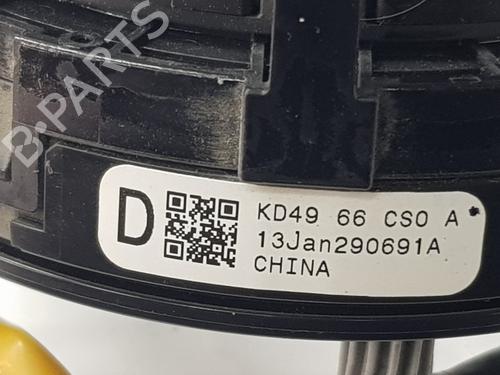 B-PARTS
D
KD49 66 CS0 A
13Jan290691A
CHINA